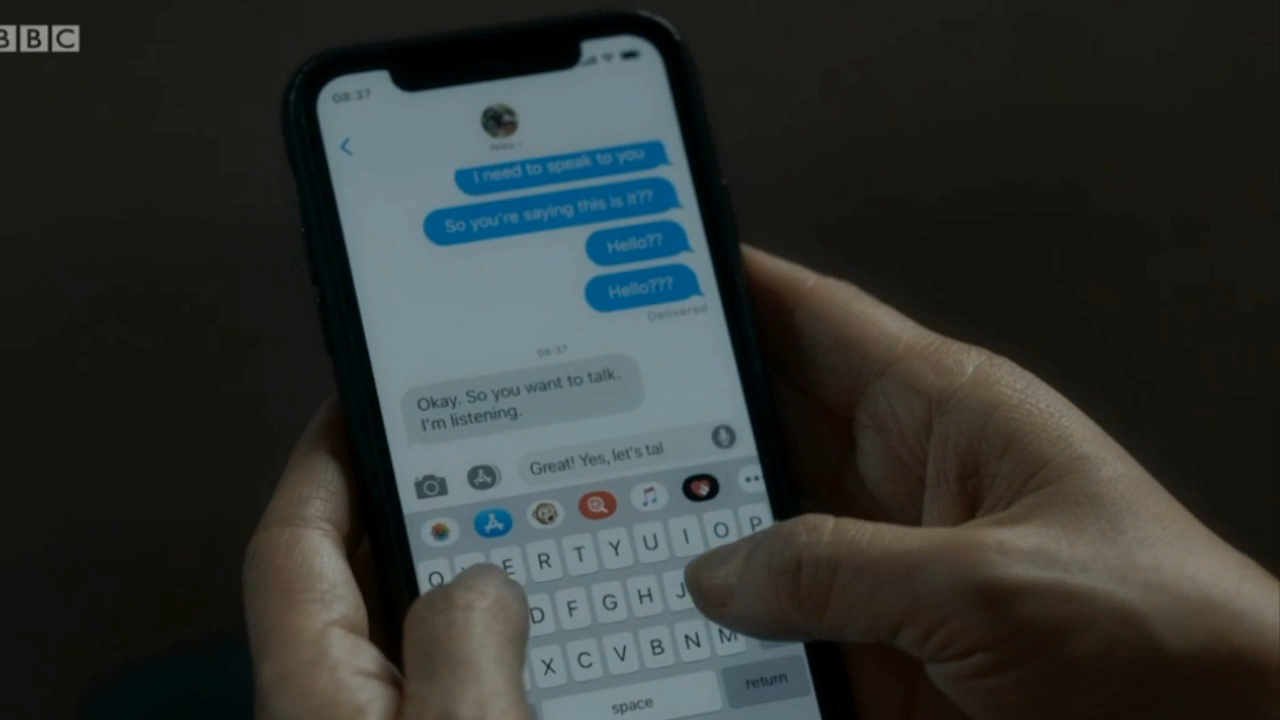 BBC
08:37
I need to speak to you
So you're saying this is it??
Hello??
Hello???
Delivered
08:37
Okay. So you want to talk.
I'm listening.
Great! Yes, let's tal
Q E R T Y U I O P
D F G H J
X C V B N M
space return